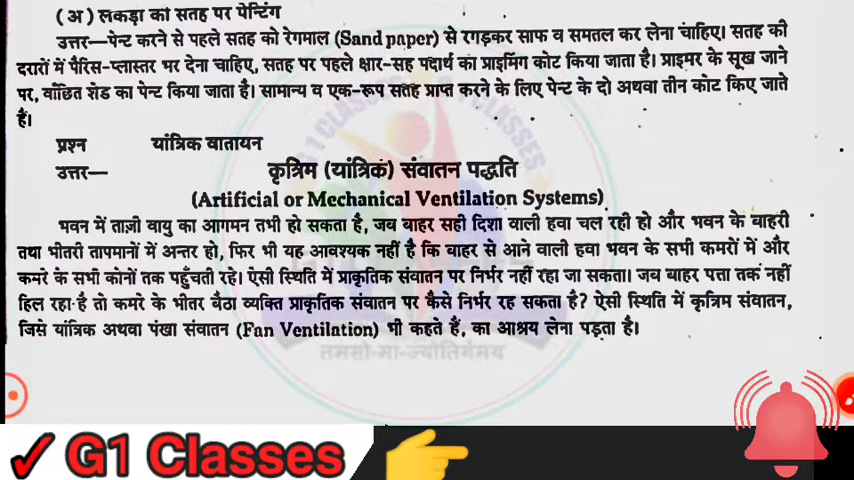 (अ) लकड़ी की सतह पर पेन्टिंग
उत्तर—पेन्ट करने से पहले सतह को रेगमाल (Sand paper) से रगड़कर साफ व समतल कर लेना चाहिए। सतह की
दरारों में पैरिस-प्लास्तर भर देना चाहिए, सतह पर पहले क्षार-सह पदार्थ का प्राइमिंग कोट किया जाता है। प्राइमर के सूख जाने
पर, वांछित शेड का पेन्ट किया जाता है। सामान्य व एक-रूप सतह प्राप्त करने के लिए पेन्ट के दो अथवा तीन कोट किए जाते
हैं।
प्रश्न यांत्रिक वातायन
उत्तर— कृत्रिम (यांत्रिक) संवातन पद्धति
(Artificial or Mechanical Ventilation Systems)
भवन में ताज़ी वायु का आगमन तभी हो सकता है, जब बाहर सही दिशा वाली हवा चल रही हो और भवन के बाहरी
तथा भीतरी तापमानों में अन्तर हो, फिर भी यह आवश्यक नहीं है कि बाहर से आने वाली हवा भवन के सभी कमरों में और
कमरे के सभी कोनों तक पहुँचती रहे। ऐसी स्थिति में प्राकृतिक संवातन पर निर्भर नहीं रहा जा सकता। जब बाहर पत्ता तक नहीं
हिल रहा है तो कमरे के भीतर बैठा व्यक्ति प्राकृतिक संवातन पर कैसे निर्भर रह सकता है? ऐसी स्थिति में कृत्रिम संवातन,
जिसे यांत्रिक अथवा पंखा संवातन (Fan Ventilation) भी कहते हैं, का आश्रय लेना पड़ता है।
तमसो-मा-ज्योतिर्गमय
G1 Classes